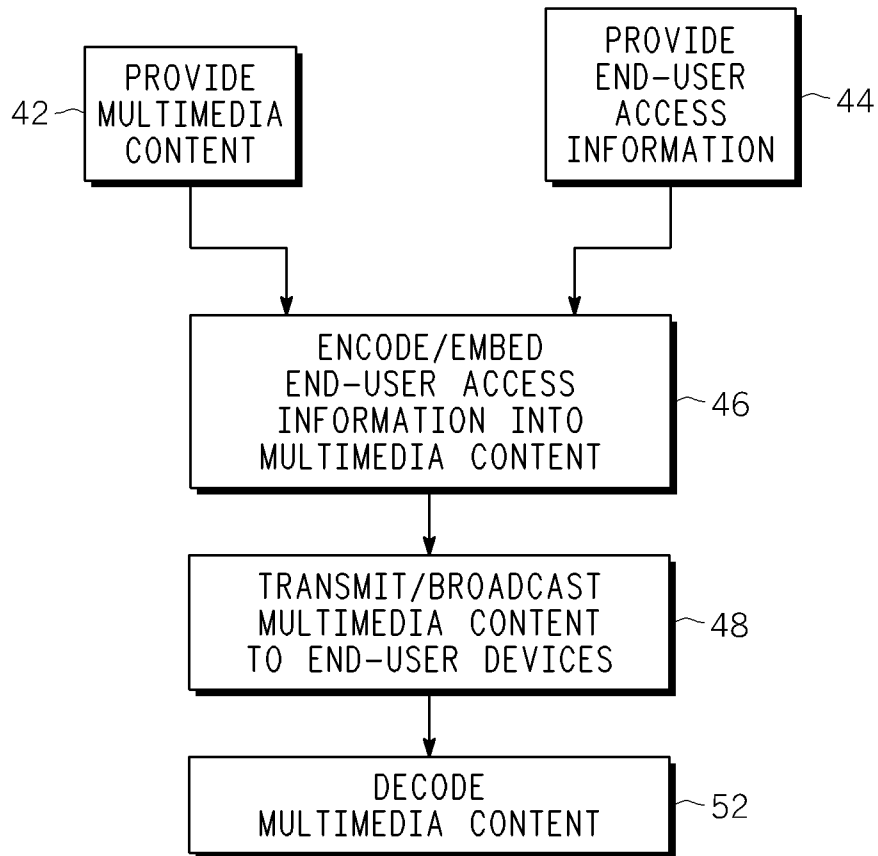 PROVIDE
MULTIMEDIA
CONTENT
42
PROVIDE
END-USER
ACCESS
INFORMATION
44
ENCODE/EMBED
END-USER ACCESS
INFORMATION INTO
MULTIMEDIA CONTENT
46
TRANSMIT/BROADCAST
MULTIMEDIA CONTENT
TO END-USER DEVICES
48
DECODE
MULTIMEDIA CONTENT
52